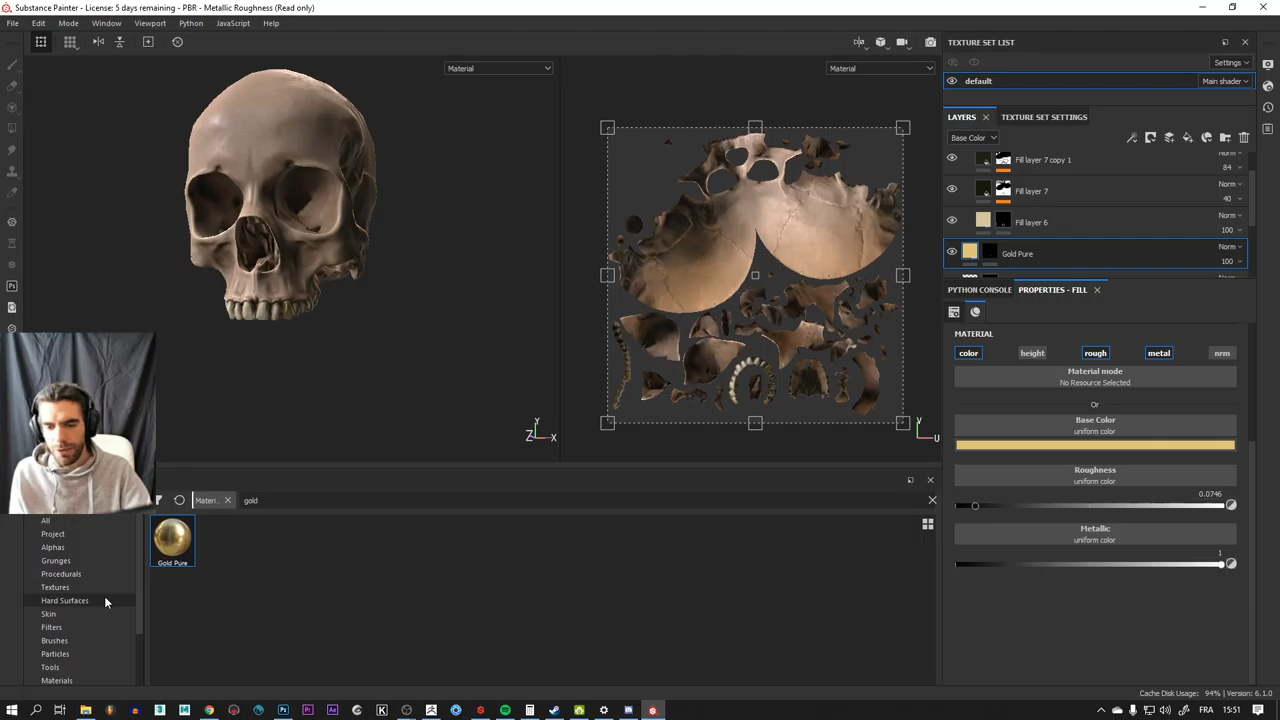 Substance Painter - License: 5 days remaining - PBR - Metallic Roughness (Read only)
File Edit Mode Window Viewport Python JavaScript Help
Material
Material
Z X Y
V U
TEXTURE SET LIST
Settings
default Main shader
LAYERS TEXTURE SET SETTINGS
Base Color
Fill layer 7 copy 1 Norm
84
Fill layer 7 Norm
40
Fill layer 6 Norm
100
Gold Pure Norm
100
PYTHON CONSOLE PROPERTIES - FILL
MATERIAL
color height rough metal nrm
Material mode
No Resource Selected
Or
Base Color
uniform color
Roughness
uniform color
0.0746
Metallic
uniform color
1
Materi... gold
All
Project
Alphas
Grunges
Procedurals
Textures
Hard Surfaces
Skin
Filters
Brushes
Particles
Tools
Materials
Gold Pure
Cache Disk Usage: 94% | Version: 6.1.0
FRA 15:51